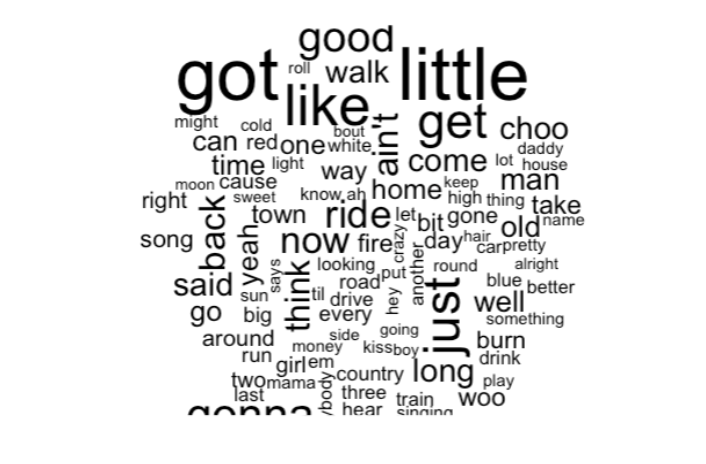 good
roll walk
got little
like
might cold bout get choo
can red one white ain't daddy
time light way come lot house
moon cause know ah home keep man
right sweet high thing take
town ride let bit gone old name
song back yeah now fire crazy day hair car pretty
said says looking put another round alright
sun til road blue better
think drive hey just well
go big every something
around side going burn
run money kiss boy drink
girl em country long play
two mama
last three train woo
gonna ybody hear singing